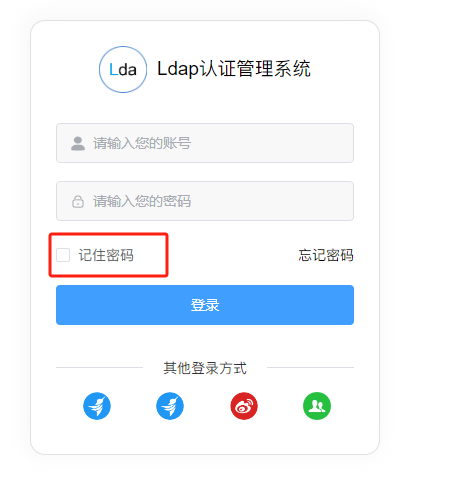 Lda Ldap认证管理系统
请输入您的账号
请输入您的密码
记住密码 忘记密码
登录
其他登录方式